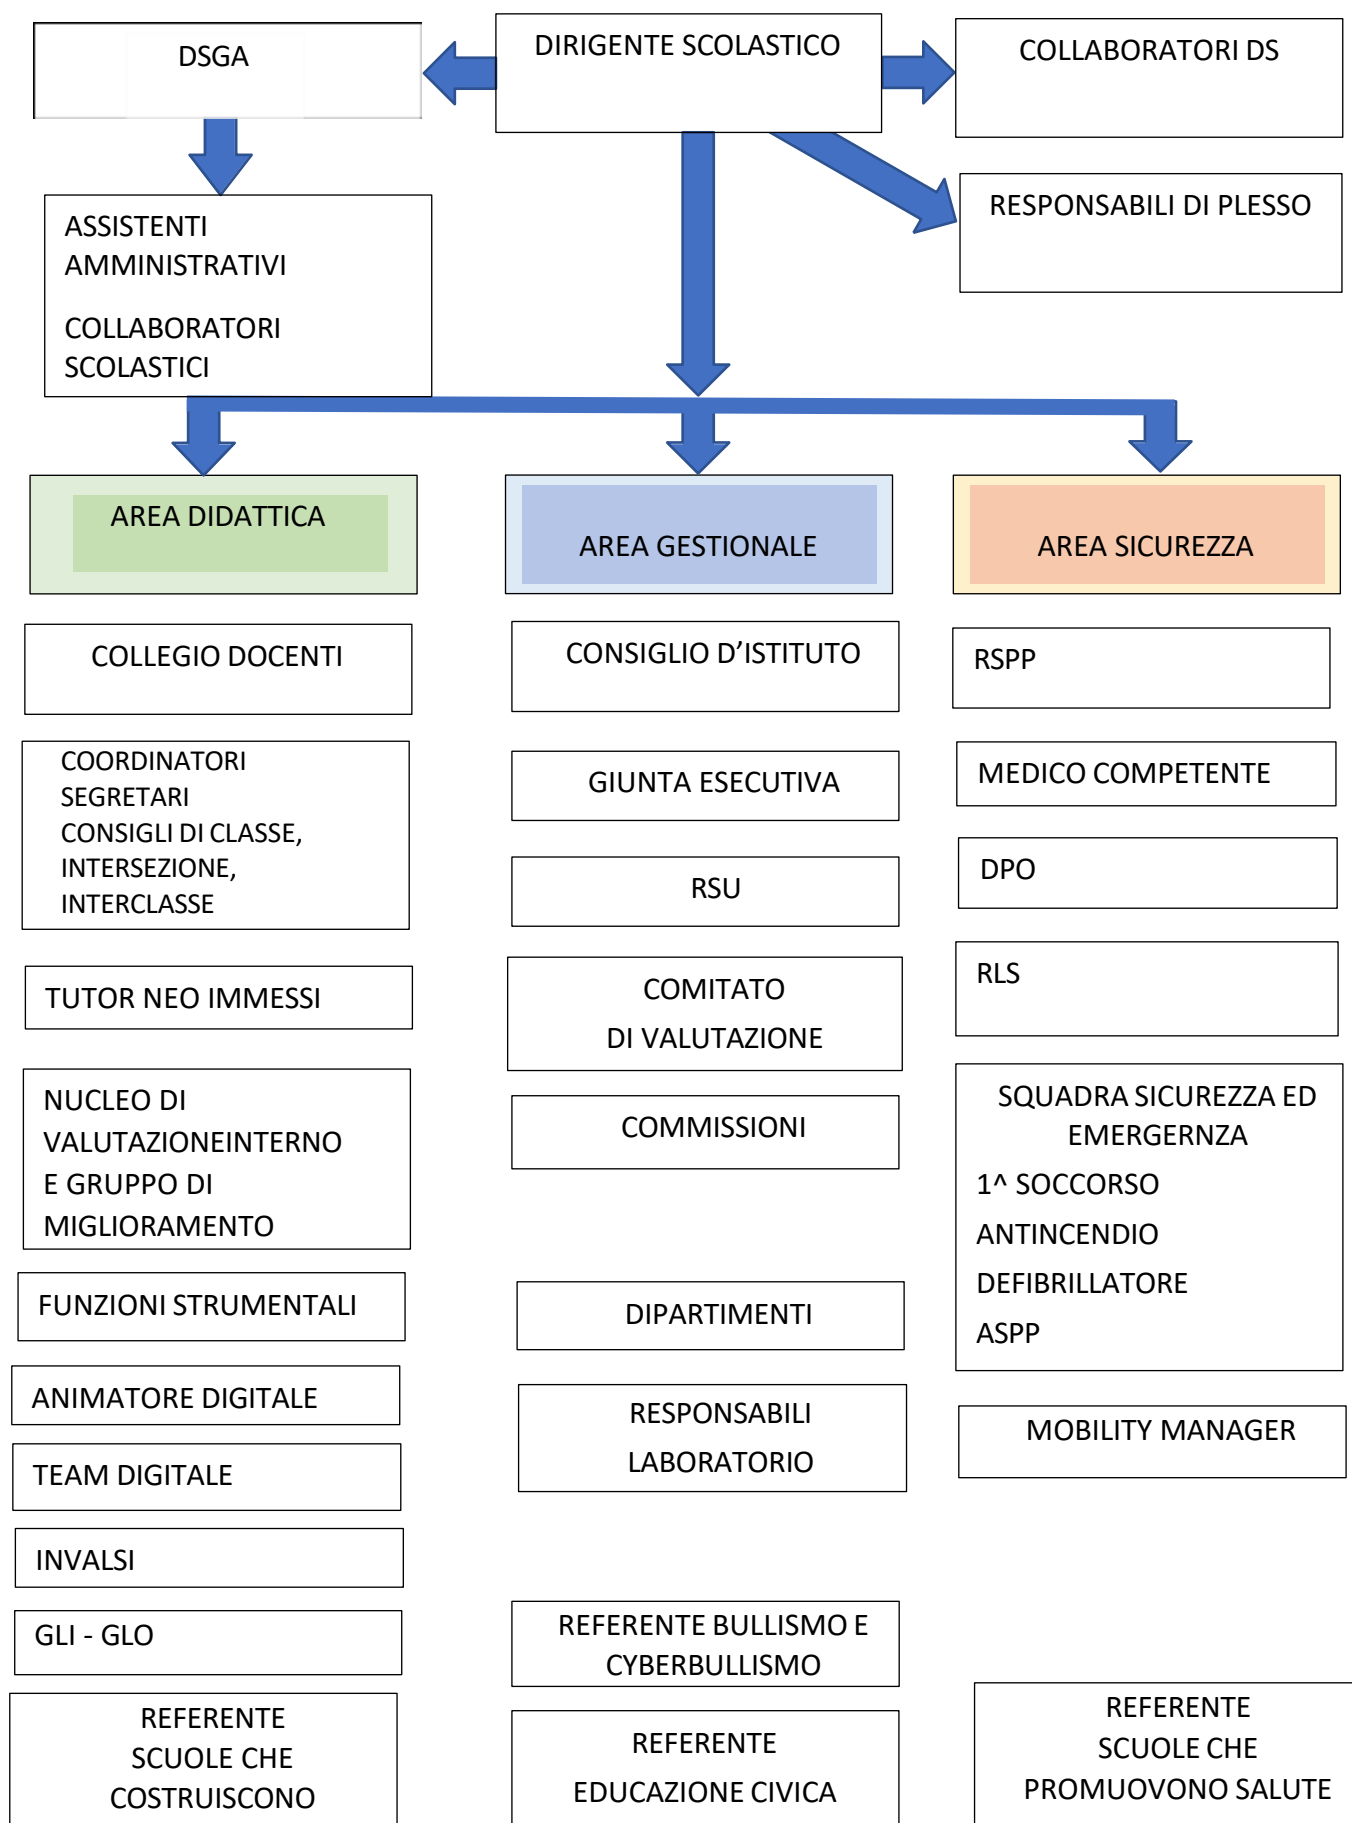 DSGA
DIRIGENTE SCOLASTICO
COLLABORATORI DS
RESPONSABILI DI PLESSO
ASSISTENTI
AMMINISTRATIVI
COLLABORATORI
SCOLASTICI
AREA DIDATTICA
AREA GESTIONALE
AREA SICUREZZA
COLLEGIO DOCENTI
COORDINATORI
SEGRETARI
CONSIGLI DI CLASSE,
INTERSEZIONE,
INTERCLASSE
TUTOR NEO IMMESSI
NUCLEO DI
VALUTAZIONEINTERNO
E GRUPPO DI
MIGLIORAMENTO
FUNZIONI STRUMENTALI
ANIMATORE DIGITALE
TEAM DIGITALE
INVALSI
GLI - GLO
REFERENTE
SCUOLE CHE
COSTRUISCONO
CONSIGLIO D’ISTITUTO
GIUNTA ESECUTIVA
RSU
COMITATO
DI VALUTAZIONE
COMMISSIONI
DIPARTIMENTI
RESPONSABILI
LABORATORIO
REFERENTE BULLISMO E
CYBERBULLISMO
REFERENTE
EDUCAZIONE CIVICA
RSPP
MEDICO COMPETENTE
DPO
RLS
SQUADRA SICUREZZA ED
EMERGERNZA
1^ SOCCORSO
ANTINCENDIO
DEFIBRILLATORE
ASPP
MOBILITY MANAGER
REFERENTE
SCUOLE CHE
PROMUOVONO SALUTE